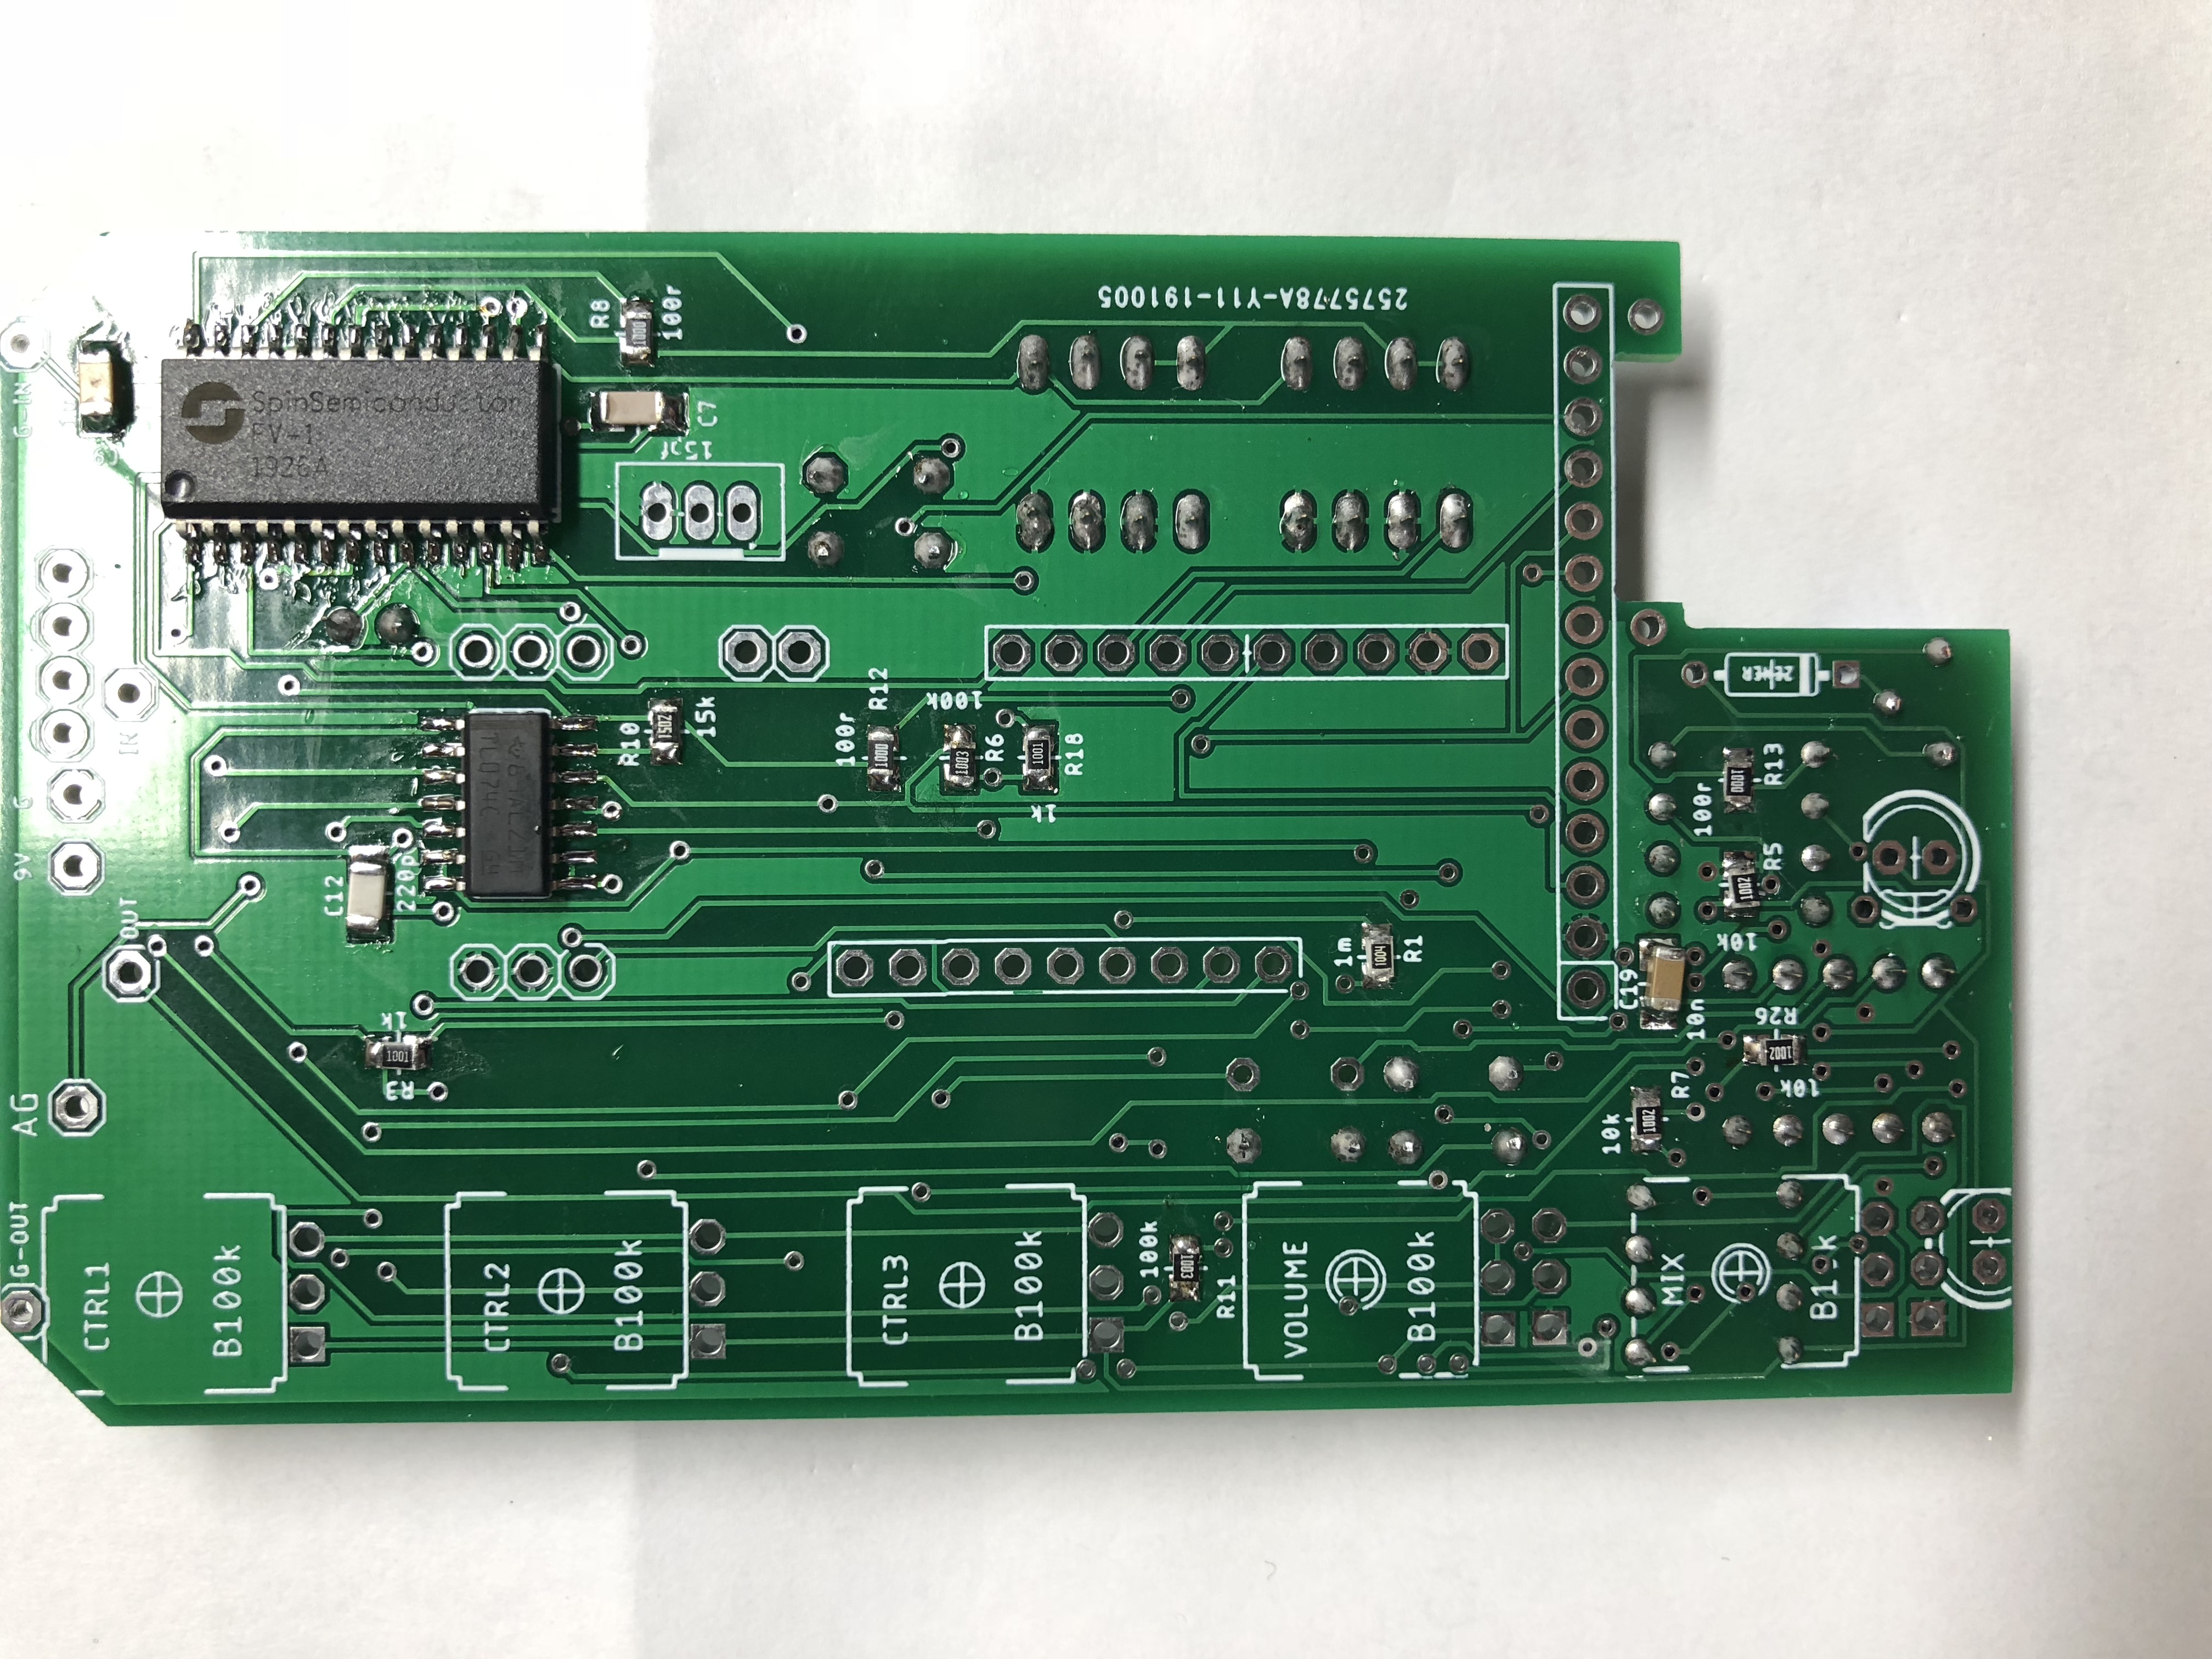 G-OUT
AG
9V
G
G-IN
CTRL1
OUT
IN
B100k
SpinSemiconductor
FV-1
1926A
C12
R3
1k
220p
CTRL2
TL074C
B100k
R10
1502
15k
R8
1000
100r
15pf
C7
100r
1000
R12
CTRL3
100k
1003
R6
B100k
1k
1001
R18
100k
1003
R11
2575778A-Y11-191005
VOLUME
1m
1004
R1
B100k
10k
1002
R7
C19
10n
MIX
100r
10k
1002
R5
1000
R13
ZENER
10k
1002
R26